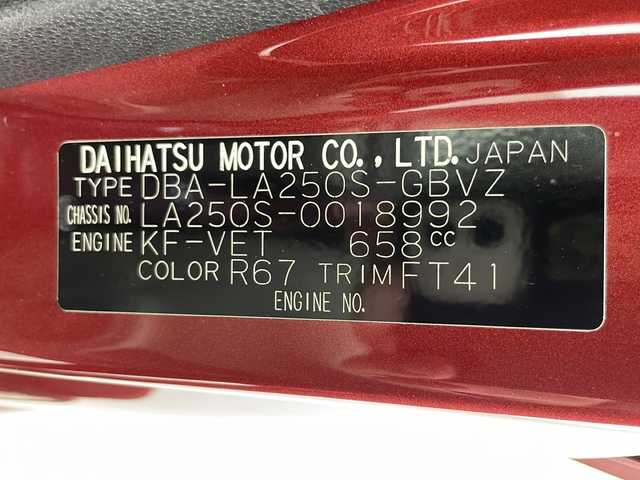 DAIHATSU MOTOR CO., LTD. JAPAN
TYPE DBA-LA250S-GBVZ
CHASSIS NO. LA250S-0018992
ENGINE KF-VET 658cc
COLOR R67 TRIM FT41
ENGINE NO.